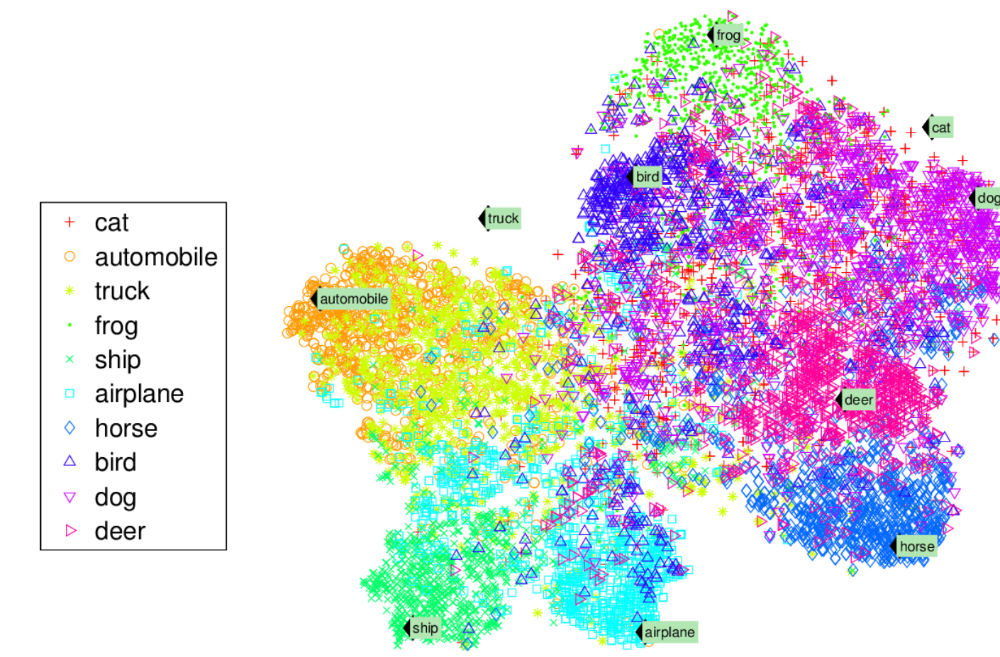 frog
cat
bird
dog
truck
cat
automobile
truck
frog
ship
airplane
horse
bird
dog
deer
automobile
deer
horse
ship
airplane